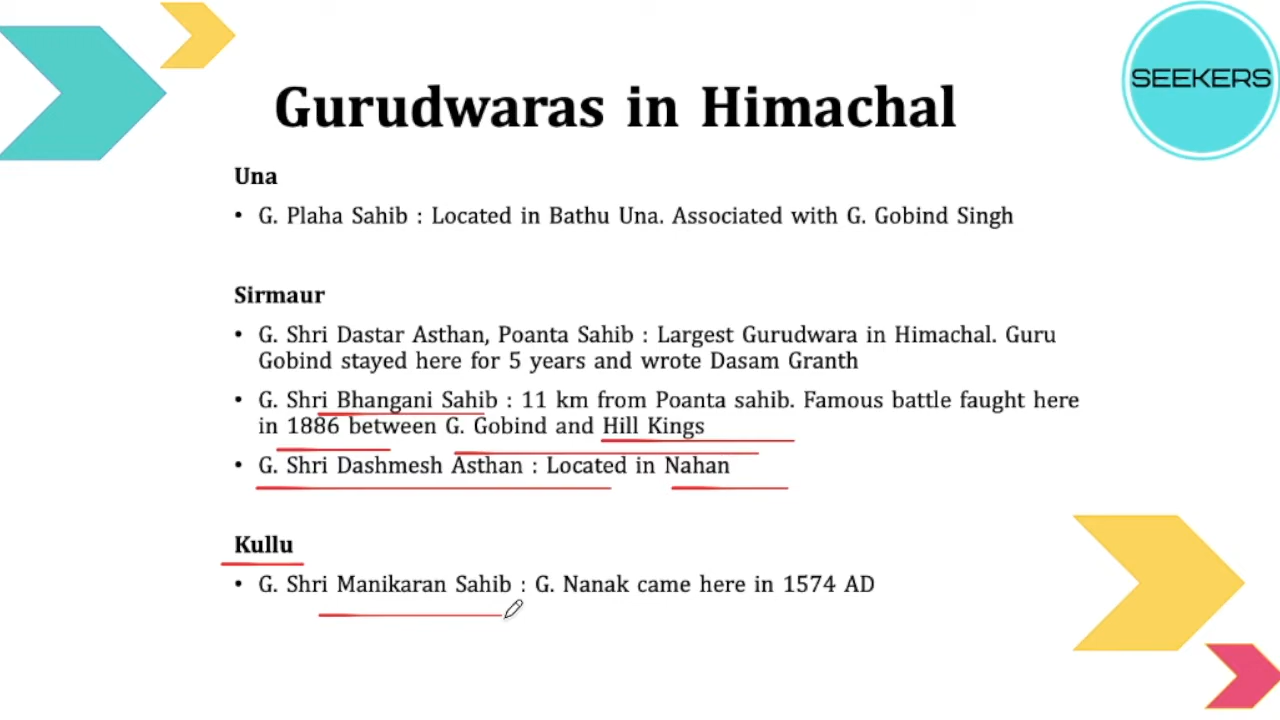 SEEKERS
Gurudwaras in Himachal
Una
• G. Plaha Sahib : Located in Bathu Una. Associated with G. Gobind Singh
Sirmaur
• G. Shri Dastar Asthan, Poanta Sahib : Largest Gurudwara in Himachal. Guru
Gobind stayed here for 5 years and wrote Dasam Granth
• G. Shri Bhangani Sahib : 11 km from Poanta sahib. Famous battle faught here
in 1886 between G. Gobind and Hill Kings
• G. Shri Dashmesh Asthan : Located in Nahan
Kullu
• G. Shri Manikaran Sahib : G. Nanak came here in 1574 AD